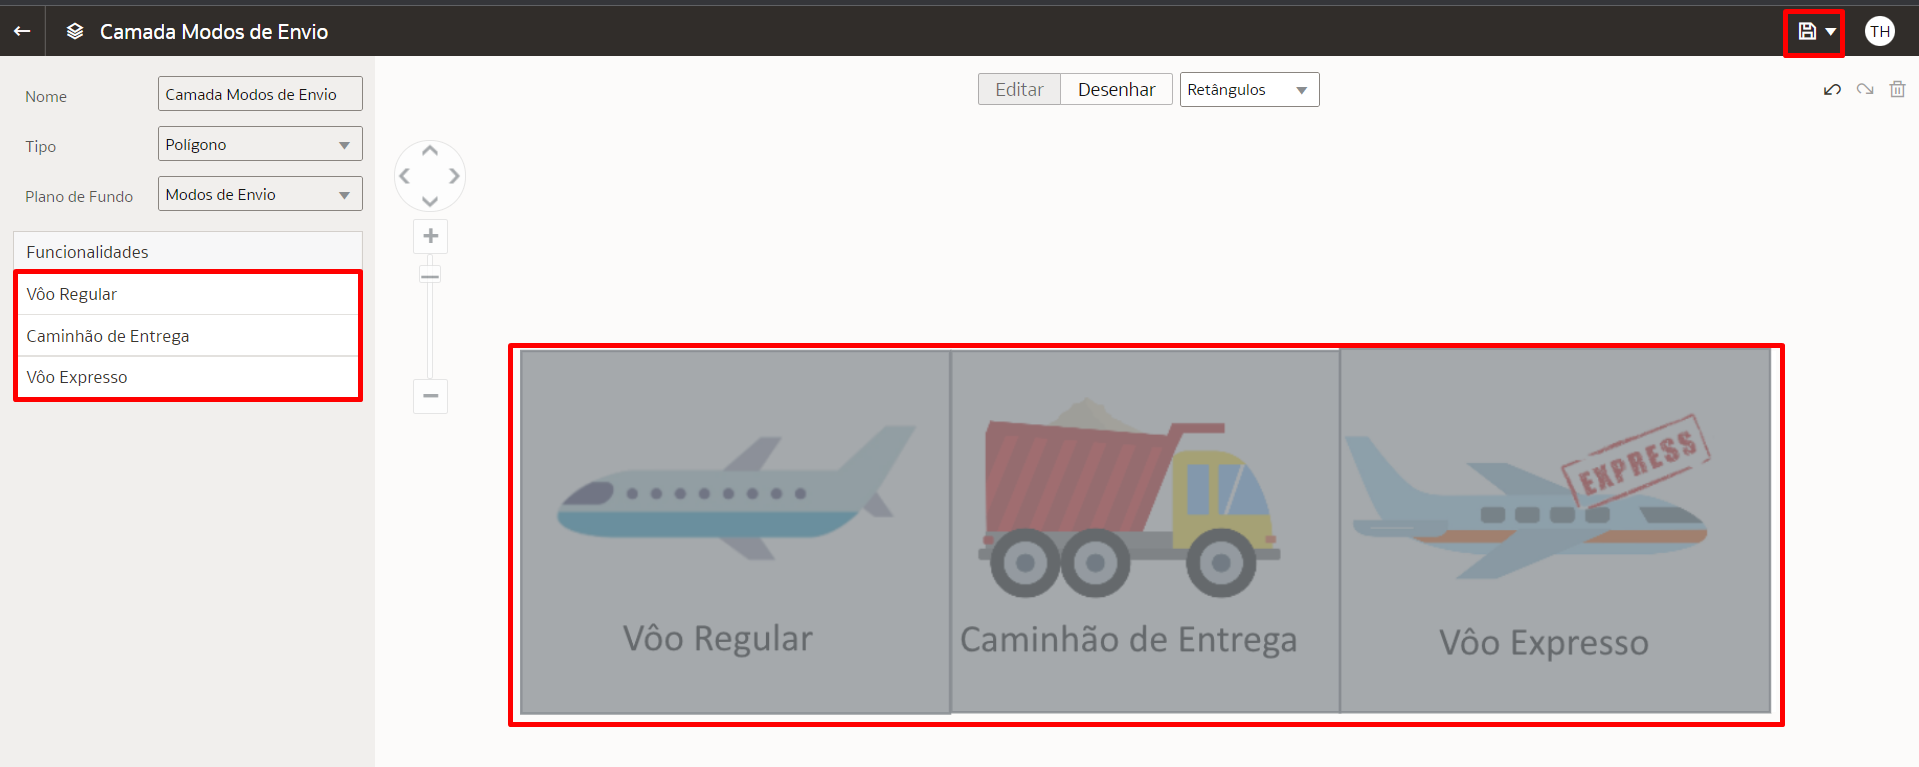 Camada Modos de Envio
TH
Nome
Camada Modos de Envio
Tipo
Polígono
Plano de Fundo
Modos de Envio
Funcionalidades
Vôo Regular
Caminhão de Entrega
Vôo Expresso
Editar
Desenhar
Retângulos
EXPRESS
Vôo Regular
Caminhão de Entrega
Vôo Expresso